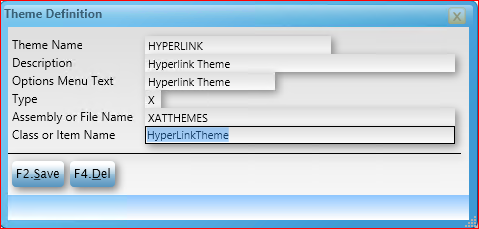 Theme Definition
Theme Name HYPERLINK
Description Hyperlink Theme
Options Menu Text Hyperlink Theme
Type X
Assembly or File Name XATTHEMES
Class or Item Name HyperLinkTheme
F2.Save F4.Del